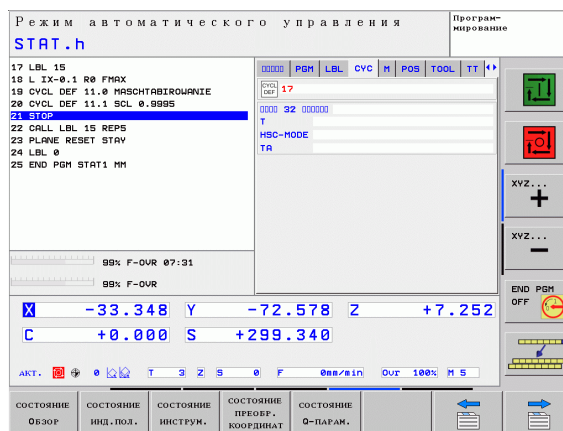 Режим автоматического управления
Програм-
мирование
STAT.h
17 LBL 15
18 L IX-0.1 R0 FMAX
19 CYCL DEF 11.0 MASCHTABIROWANIE
20 CYCL DEF 11.1 SCL 0.9995
21 STOP
22 CALL LBL 15 REP5
23 PLANE RESET STAY
24 LBL 0
25 END PGM STAT1 MM
PGM LBL CYC M POS TOOL TT
CYCL DEF 17
32
T
HSC-MODE
TA
99% F-OVR 07:31
99% F-OVR
X -33.348 Y -72.578 Z +7.252
C +0.000 S +299.340
АКТ. 0 T 3 Z S 0 F 0mm/min Ovr 100% M 5
XYZ...
+
XYZ...
−
END PGM
OFF
СОСТОЯНИЕ ОБЗОР
СОСТОЯНИЕ ИНД.ПОЛ.
СОСТОЯНИЕ ИНСТРУМ.
СОСТОЯНИЕ ПРЕОБР. КООРДИНАТ
СОСТОЯНИЕ Q-ПАРАМ.